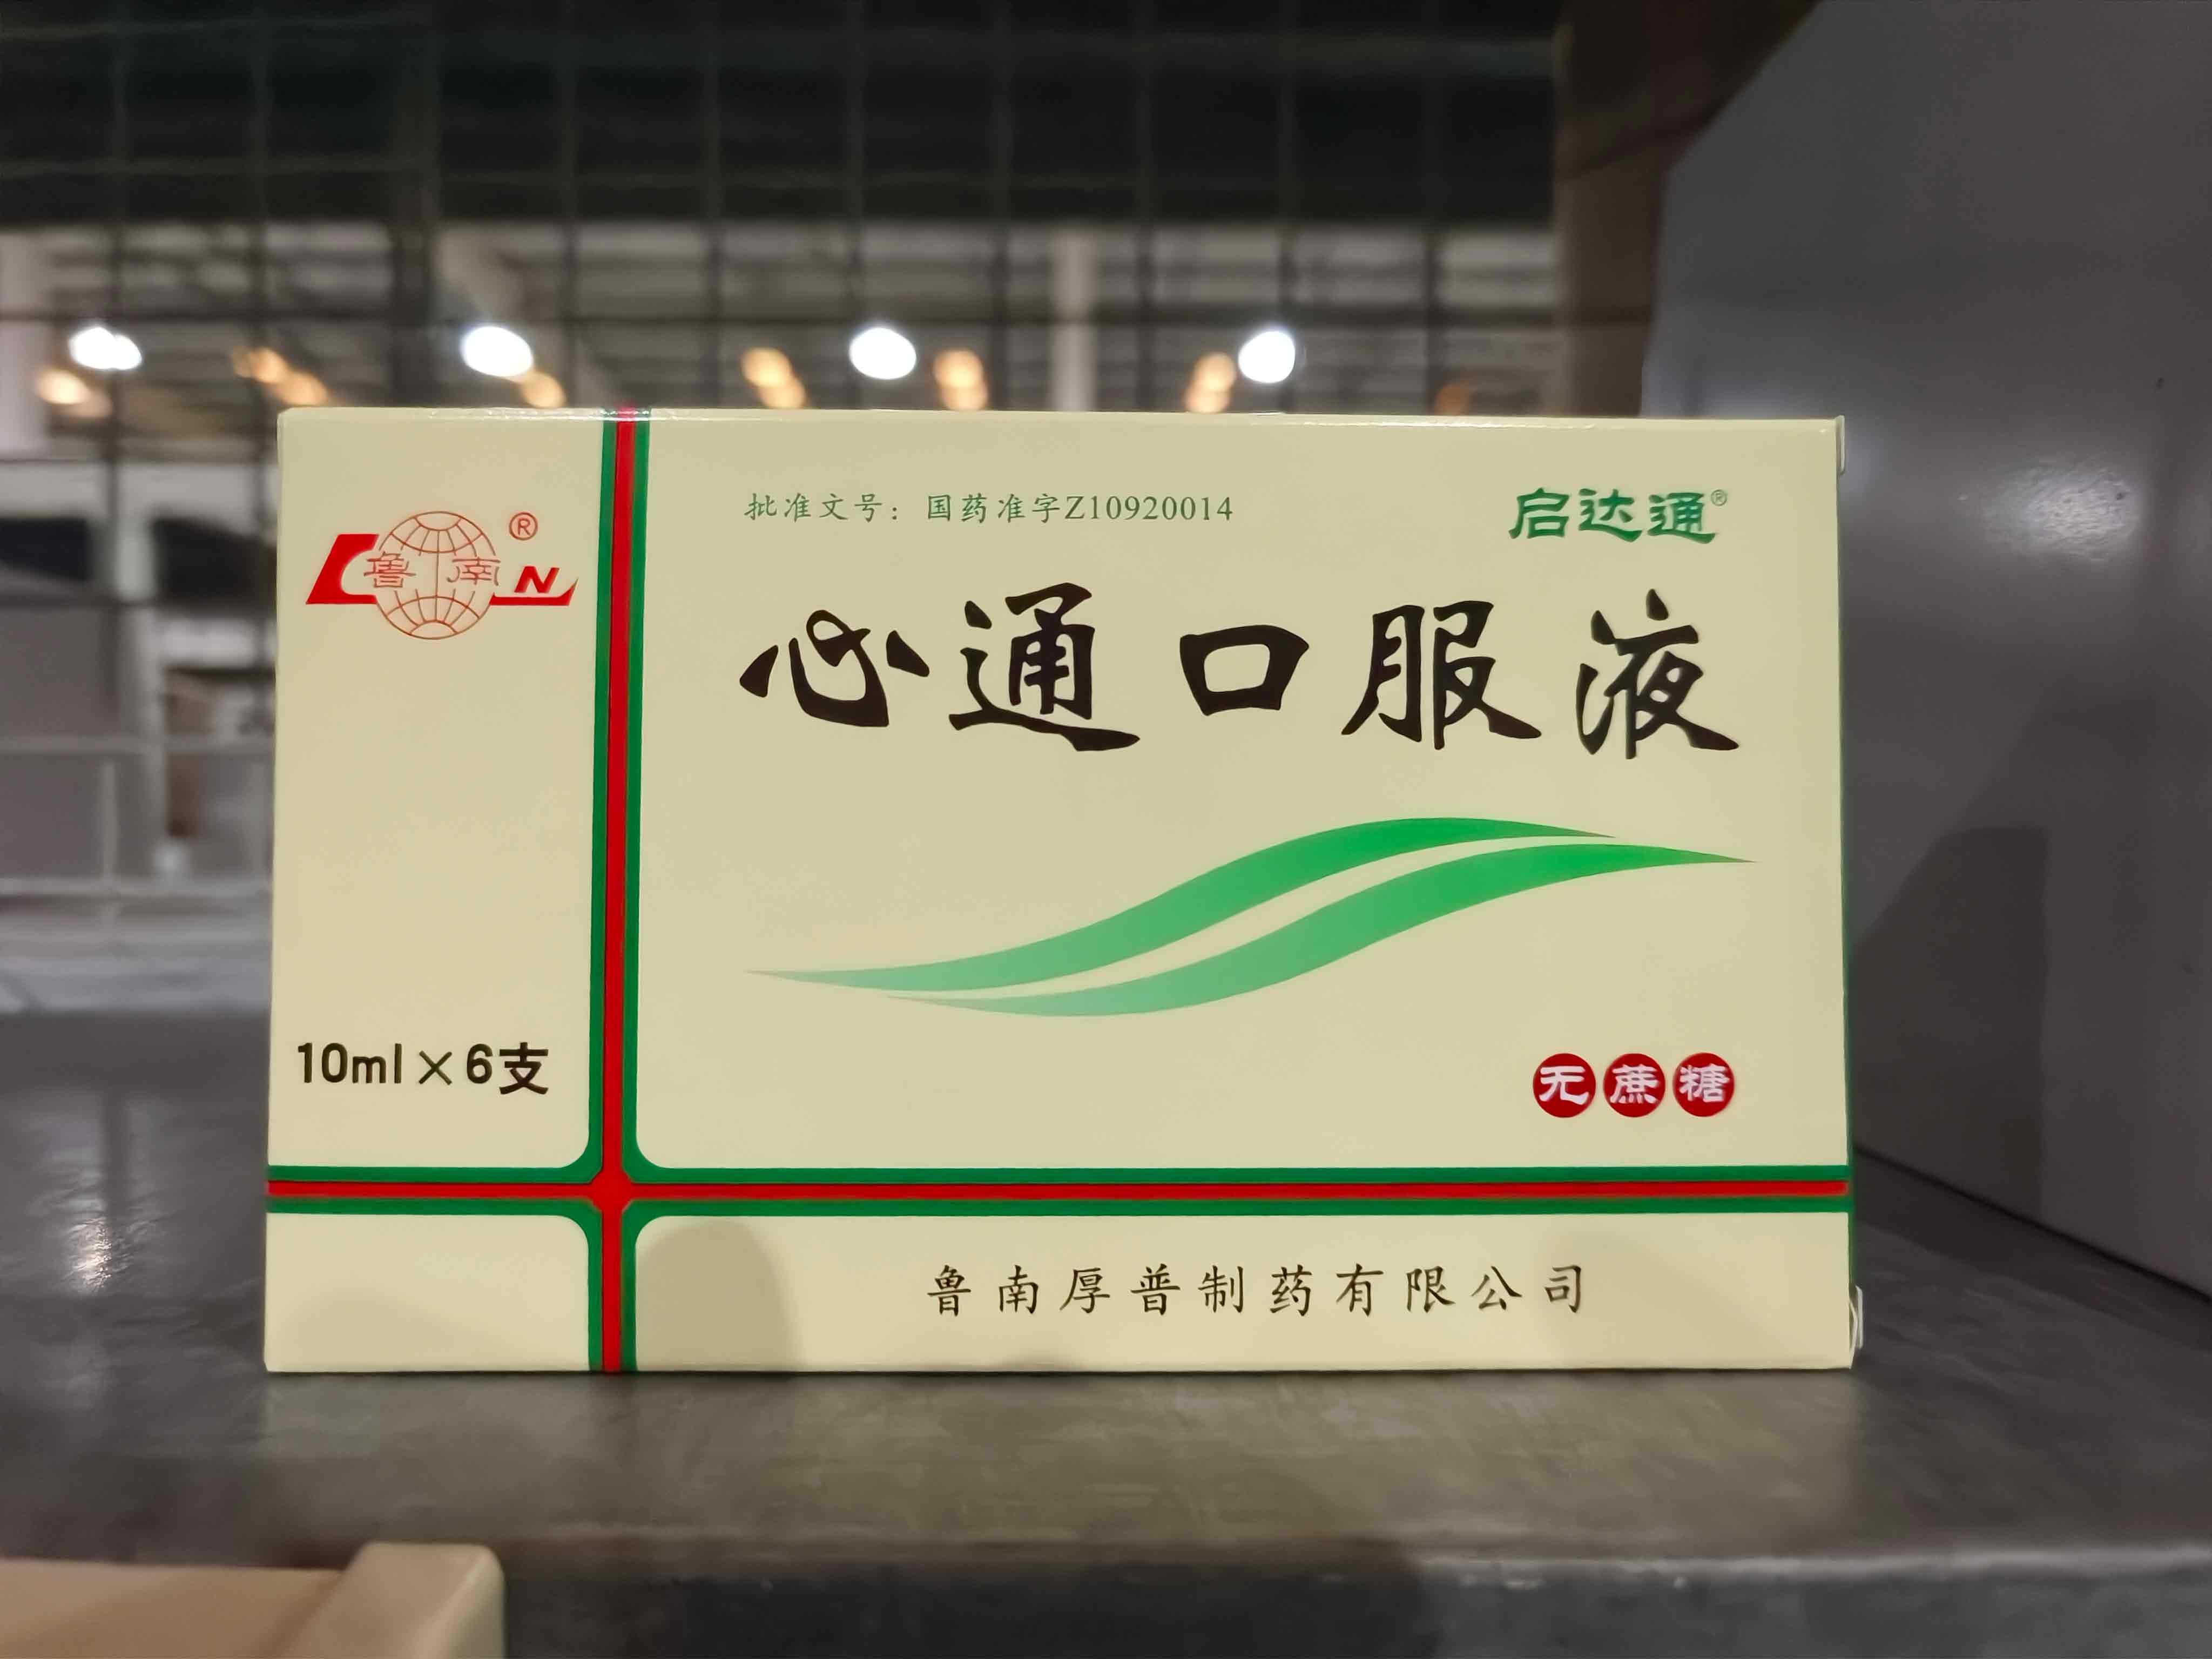 鲁南®
LN
批准文号：国药准字Z10920014
启达通®
心通口服液
10ml×6支
无蔗糖
鲁南厚普制药有限公司